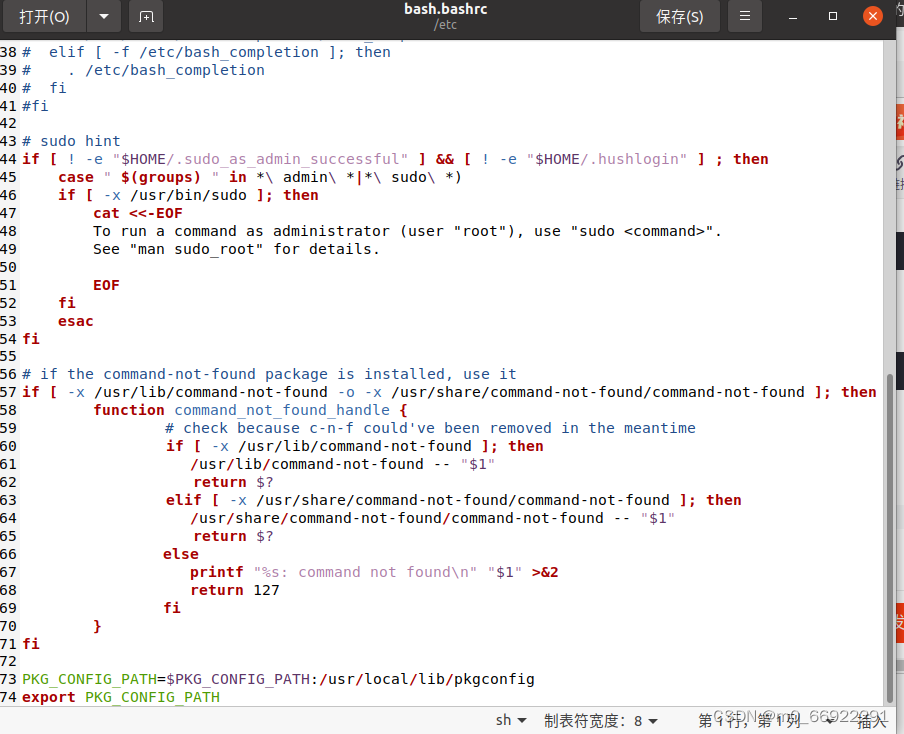 打开(O)
bash.bashrc
/etc
保存(S)
38 #  elif [ -f /etc/bash_completion ]; then
39 #    . /etc/bash_completion
40 #  fi
41 #fi
42
43 # sudo hint
44 if [ ! -e "$HOME/.sudo_as_admin_successful" ] && [ ! -e "$HOME/.hushlogin" ] ; then
45     case " $(groups) " in *\ admin\ *|*\ sudo\ *)
46     if [ -x /usr/bin/sudo ]; then
47         cat <<-EOF
48         To run a command as administrator (user "root"), use "sudo <command>".
49         See "man sudo_root" for details.
50
51         EOF
52     fi
53     esac
54 fi
55
56 # if the command-not-found package is installed, use it
57 if [ -x /usr/lib/command-not-found -o -x /usr/share/command-not-found/command-not-found ]; then
58         function command_not_found_handle {
59                 # check because c-n-f could've been removed in the meantime
60                 if [ -x /usr/lib/command-not-found ]; then
61                    /usr/lib/command-not-found -- "$1"
62                    return $?
63                 elif [ -x /usr/share/command-not-found/command-not-found ]; then
64                    /usr/share/command-not-found/command-not-found -- "$1"
65                    return $?
66                 else
67                    printf "%s: command not found\n" "$1" >&2
68                    return 127
69                 fi
70         }
71 fi
72
73 PKG_CONFIG_PATH=$PKG_CONFIG_PATH:/usr/local/lib/pkgconfig
74 export PKG_CONFIG_PATH
sh 制表符宽度：8 第 1 行，第 1 列 插入
CSDN @m0_66922291